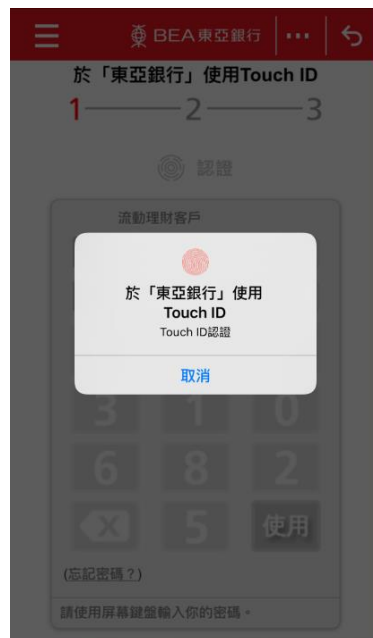 BEA東亞銀行
於「東亞銀行」使用Touch ID
1 2 3
認證
流動理財客戶
於「東亞銀行」使用
Touch ID
Touch ID認證
取消
3 1 0
6 8 2
5 使用
(忘記密碼?)
請使用屏幕鍵盤輸入你的密碼。